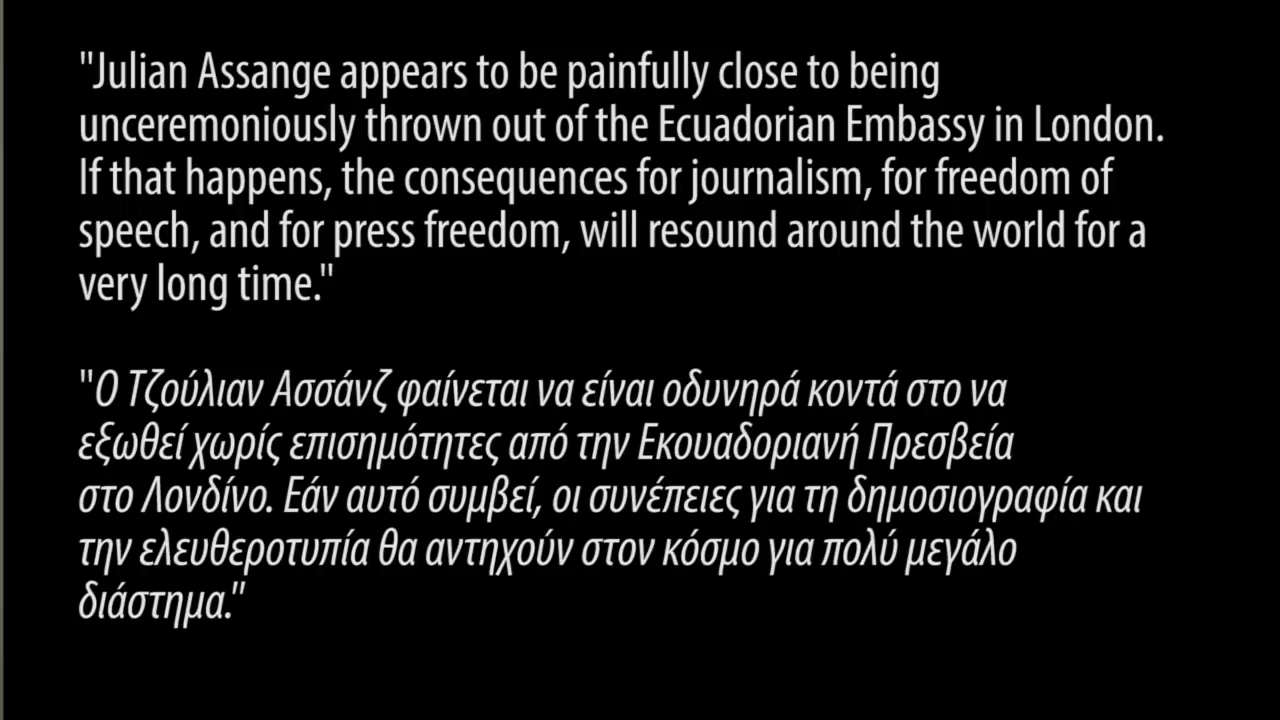 "Julian Assange appears to be painfully close to being
unceremoniously thrown out of the Ecuadorian Embassy in London.
If that happens, the consequences for journalism, for freedom of
speech, and for press freedom, will resound around the world for a
very long time."
"Ο Τζούλιαν Ασσάνζ φαίνεται να είναι οδυνηρά κοντά στο να
εξωθεί χωρίς επισημότητες από την Εκουαδοριανή Πρεσβεία
στο Λονδίνο. Εάν αυτό συμβεί, οι συνέπειες για τη δημοσιογραφία και
την ελευθεροτυπία θα αντηχούν στον κόσμο για πολύ μεγάλο
διάστημα."